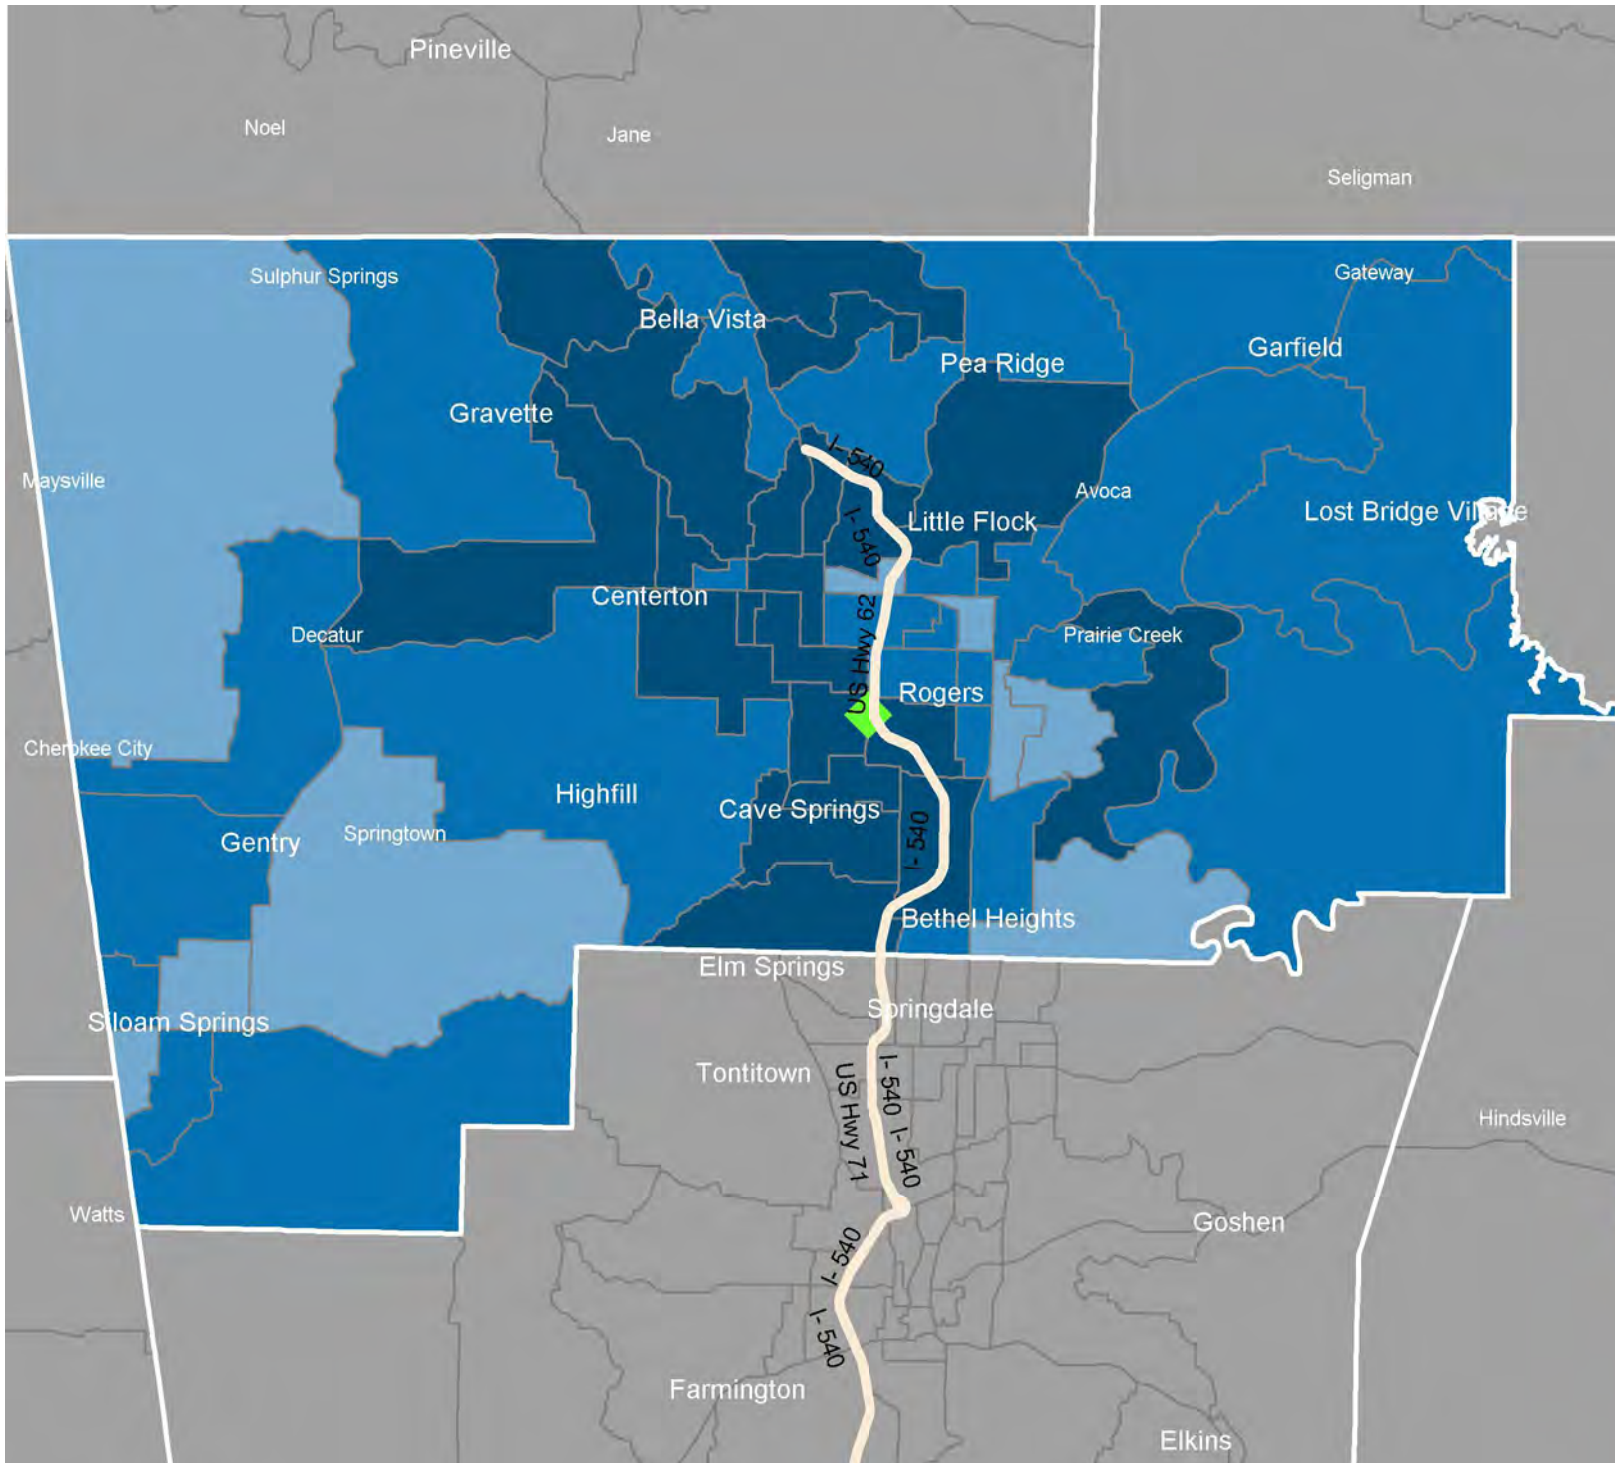 Pineville
Noel
Jane
Seligman
Sulphur Springs
Gateway
Bella Vista
Garfield
Pea Ridge
Gravette
I- 540
Maysville
Avoca
Lost Bridge Village
Little Flock
I- 540
Centerton
US Hwy 62
Decatur
Prairie Creek
Rogers
Cherokee City
Highfill
Cave Springs
Springtown
Gentry
I- 540
Bethel Heights
Elm Springs
Springdale
Siloam Springs
Tontitown
I- 540
US Hwy 71
Hindsville
I- 540
Watts
Goshen
I- 540
I- 540
Farmington
Elkins